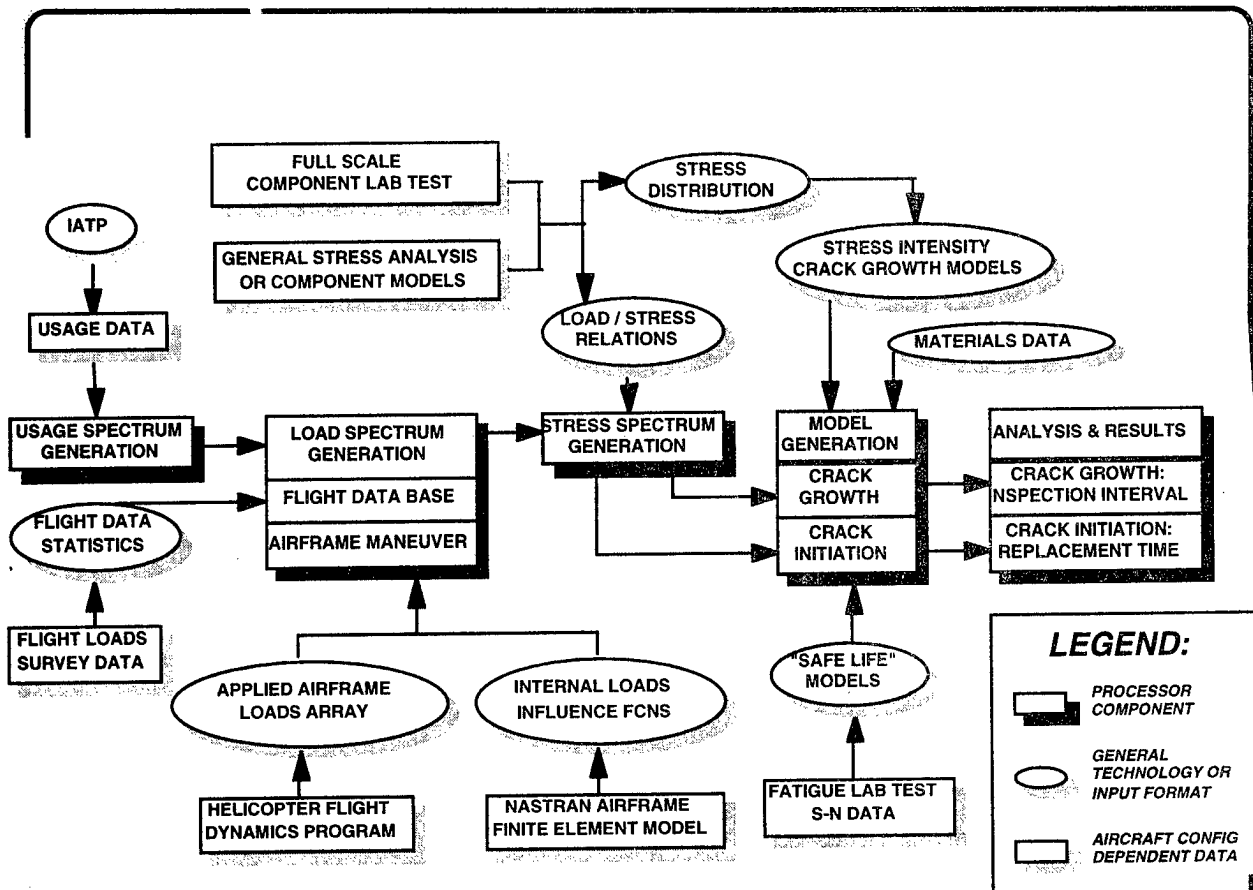 FULL SCALE
COMPONENT LAB TEST
STRESS
DISTRIBUTION
IATP
GENERAL STRESS ANALYSIS
OR COMPONENT MODELS
STRESS INTENSITY
CRACK GROWTH MODELS
USAGE DATA
LOAD / STRESS
RELATIONS
MATERIALS DATA
USAGE SPECTRUM
GENERATION
LOAD SPECTRUM
GENERATION
FLIGHT DATA BASE
AIRFRAME MANEUVER
STRESS SPECTRUM
GENERATION
MODEL
GENERATION
CRACK
GROWTH
CRACK
INITIATION
ANALYSIS & RESULTS
CRACK GROWTH:
NSPECTION INTERVAL
CRACK INITIATION:
REPLACEMENT TIME
FLIGHT DATA
STATISTICS
FLIGHT LOADS
SURVEY DATA
APPLIED AIRFRAME
LOADS ARRAY
INTERNAL LOADS
INFLUENCE FCNS
"SAFE LIFE"
MODELS
HELICOPTER FLIGHT
DYNAMICS PROGRAM
NASTRAN AIRFRAME
FINITE ELEMENT MODEL
FATIGUE LAB TEST
S-N DATA
LEGEND:
PROCESSOR
COMPONENT
GENERAL
TECHNOLOGY OR
INPUT FORMAT
AIRCRAFT CONFIG
DEPENDENT DATA